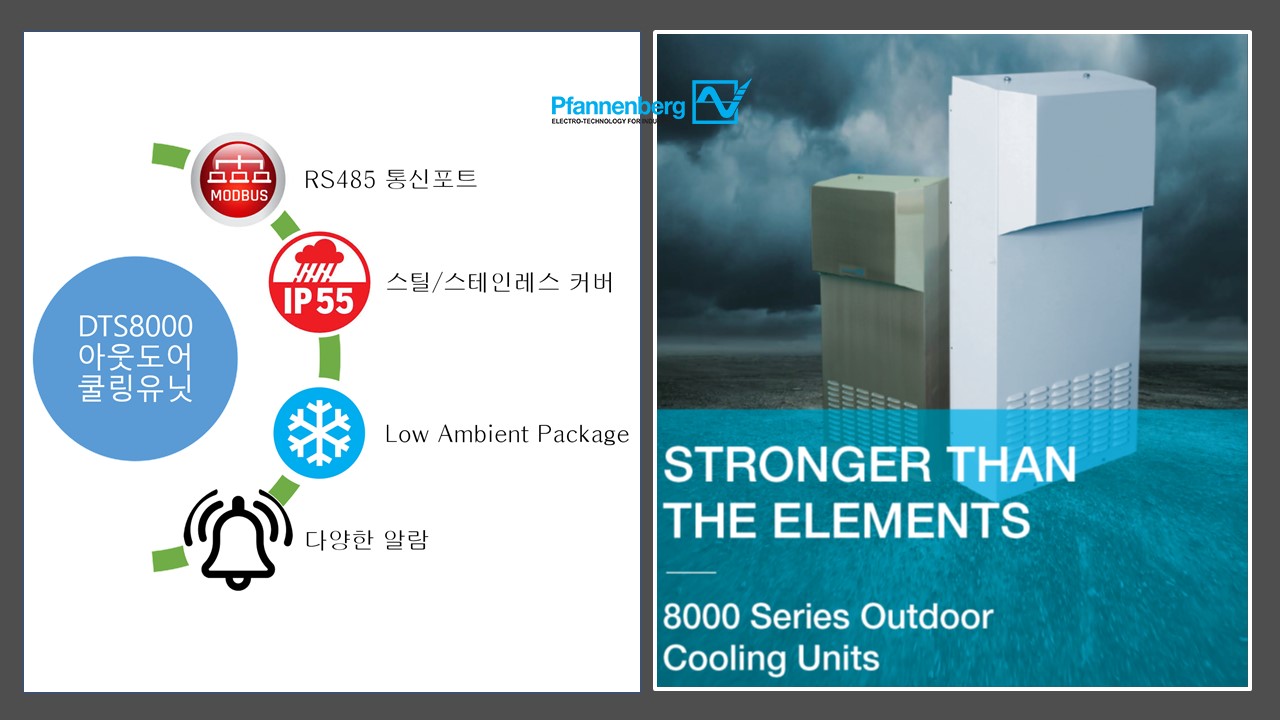 DTS8000
아웃도어
쿨링유닛
MODBUS
RS485 통신포트
IP55
스틸/스테인레스 커버
Low Ambient Package
다양한 알람
Pfannenberg
ELECTRO-TECHNOLOGY FOR INDU
STRONGER THAN
THE ELEMENTS
8000 Series Outdoor
Cooling Units